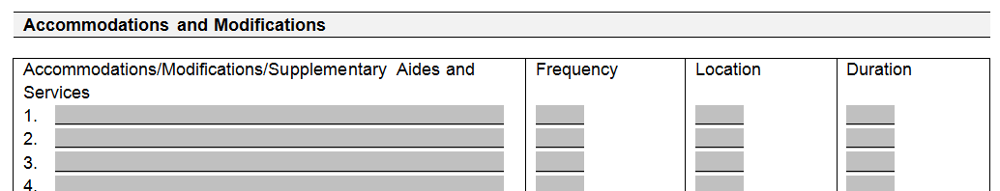 Accommodations and Modifications
Accommodations/Modifications/Supplementary Aides and
Services
Frequency
Location
Duration
1.
2.
3.
4.